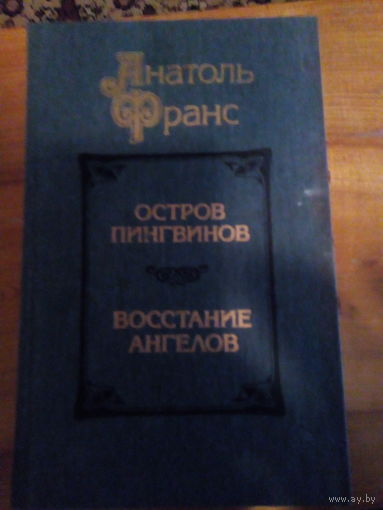 Анатоль
Франс
ОСТРОВ
ПИНГВИНОВ
ВОССТАНИЕ
АНГЕЛОВ
www.ay.by